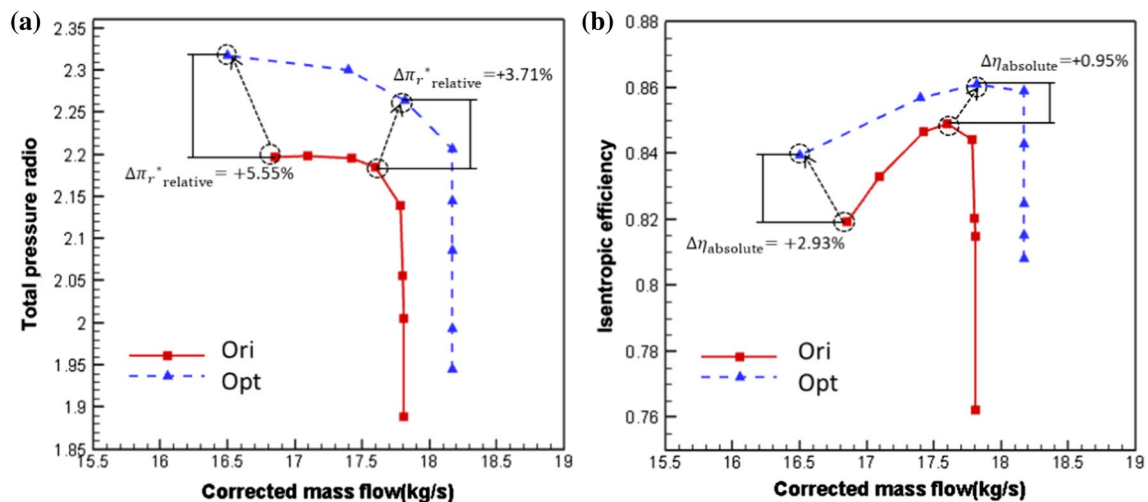 (a)
2.35
2.3
2.25
2.2
2.15
2.1
2.05
2
1.95
1.9
1.85
Total pressure radio
Δπr*relative=+3.71%
Δπr*relative= +5.55%
Ori
Opt
15.5 16 16.5 17 17.5 18 18.5 19
Corrected mass flow(kg/s)
(b)
0.88
0.86
0.84
0.82
0.8
0.78
0.76
Isentropic efficiency
Δηabsolute=+0.95%
Δηabsolute= +2.93%
Ori
Opt
15.5 16 16.5 17 17.5 18 18.5 19
Corrected mass flow(kg/s)